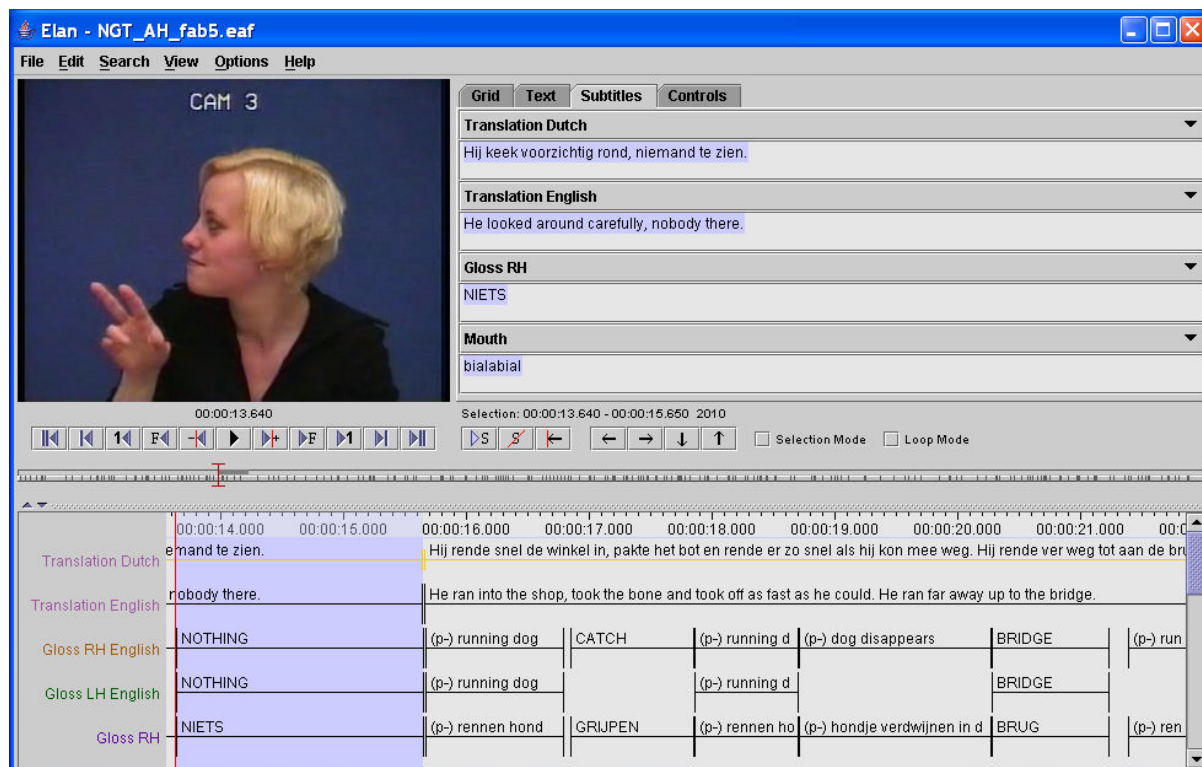 Elan - NGT_AH_fab5.eaf
File Edit Search View Options Help
CAM 3
Grid Text Subtitles Controls
Translation Dutch
Hij keek voorzichtig rond, niemand te zien.
Translation English
He looked around carefully, nobody there.
Gloss RH
NIETS
Mouth
bialabial
00:00:13.640
Selection: 00:00:13.640 - 00:00:15.650 2010
1 F - + F 1 S S Selection Mode Loop Mode
00:00:14.000 00:00:15.000 00:00:16.000 00:00:17.000 00:00:18.000 00:00:19.000 00:00:20.000 00:00:21.000 00:0
Translation Dutch emand te zien. Hij rende snel de winkel in, pakte het bot en rende er zo snel als hij kon mee weg. Hij rende ver weg tot aan de bru
Translation English nobody there. He ran into the shop, took the bone and took off as fast as he could. He ran far away up to the bridge.
Gloss RH English NOTHING (p-) running dog CATCH (p-) running d (p-) dog disappears BRIDGE (p-) run
Gloss LH English NOTHING (p-) running dog (p-) running d BRIDGE
Gloss RH NIETS (p-) rennen hond GRIJPEN (p-) rennen ho (p-) hondje verdwijnen in d BRUG (p-) ren